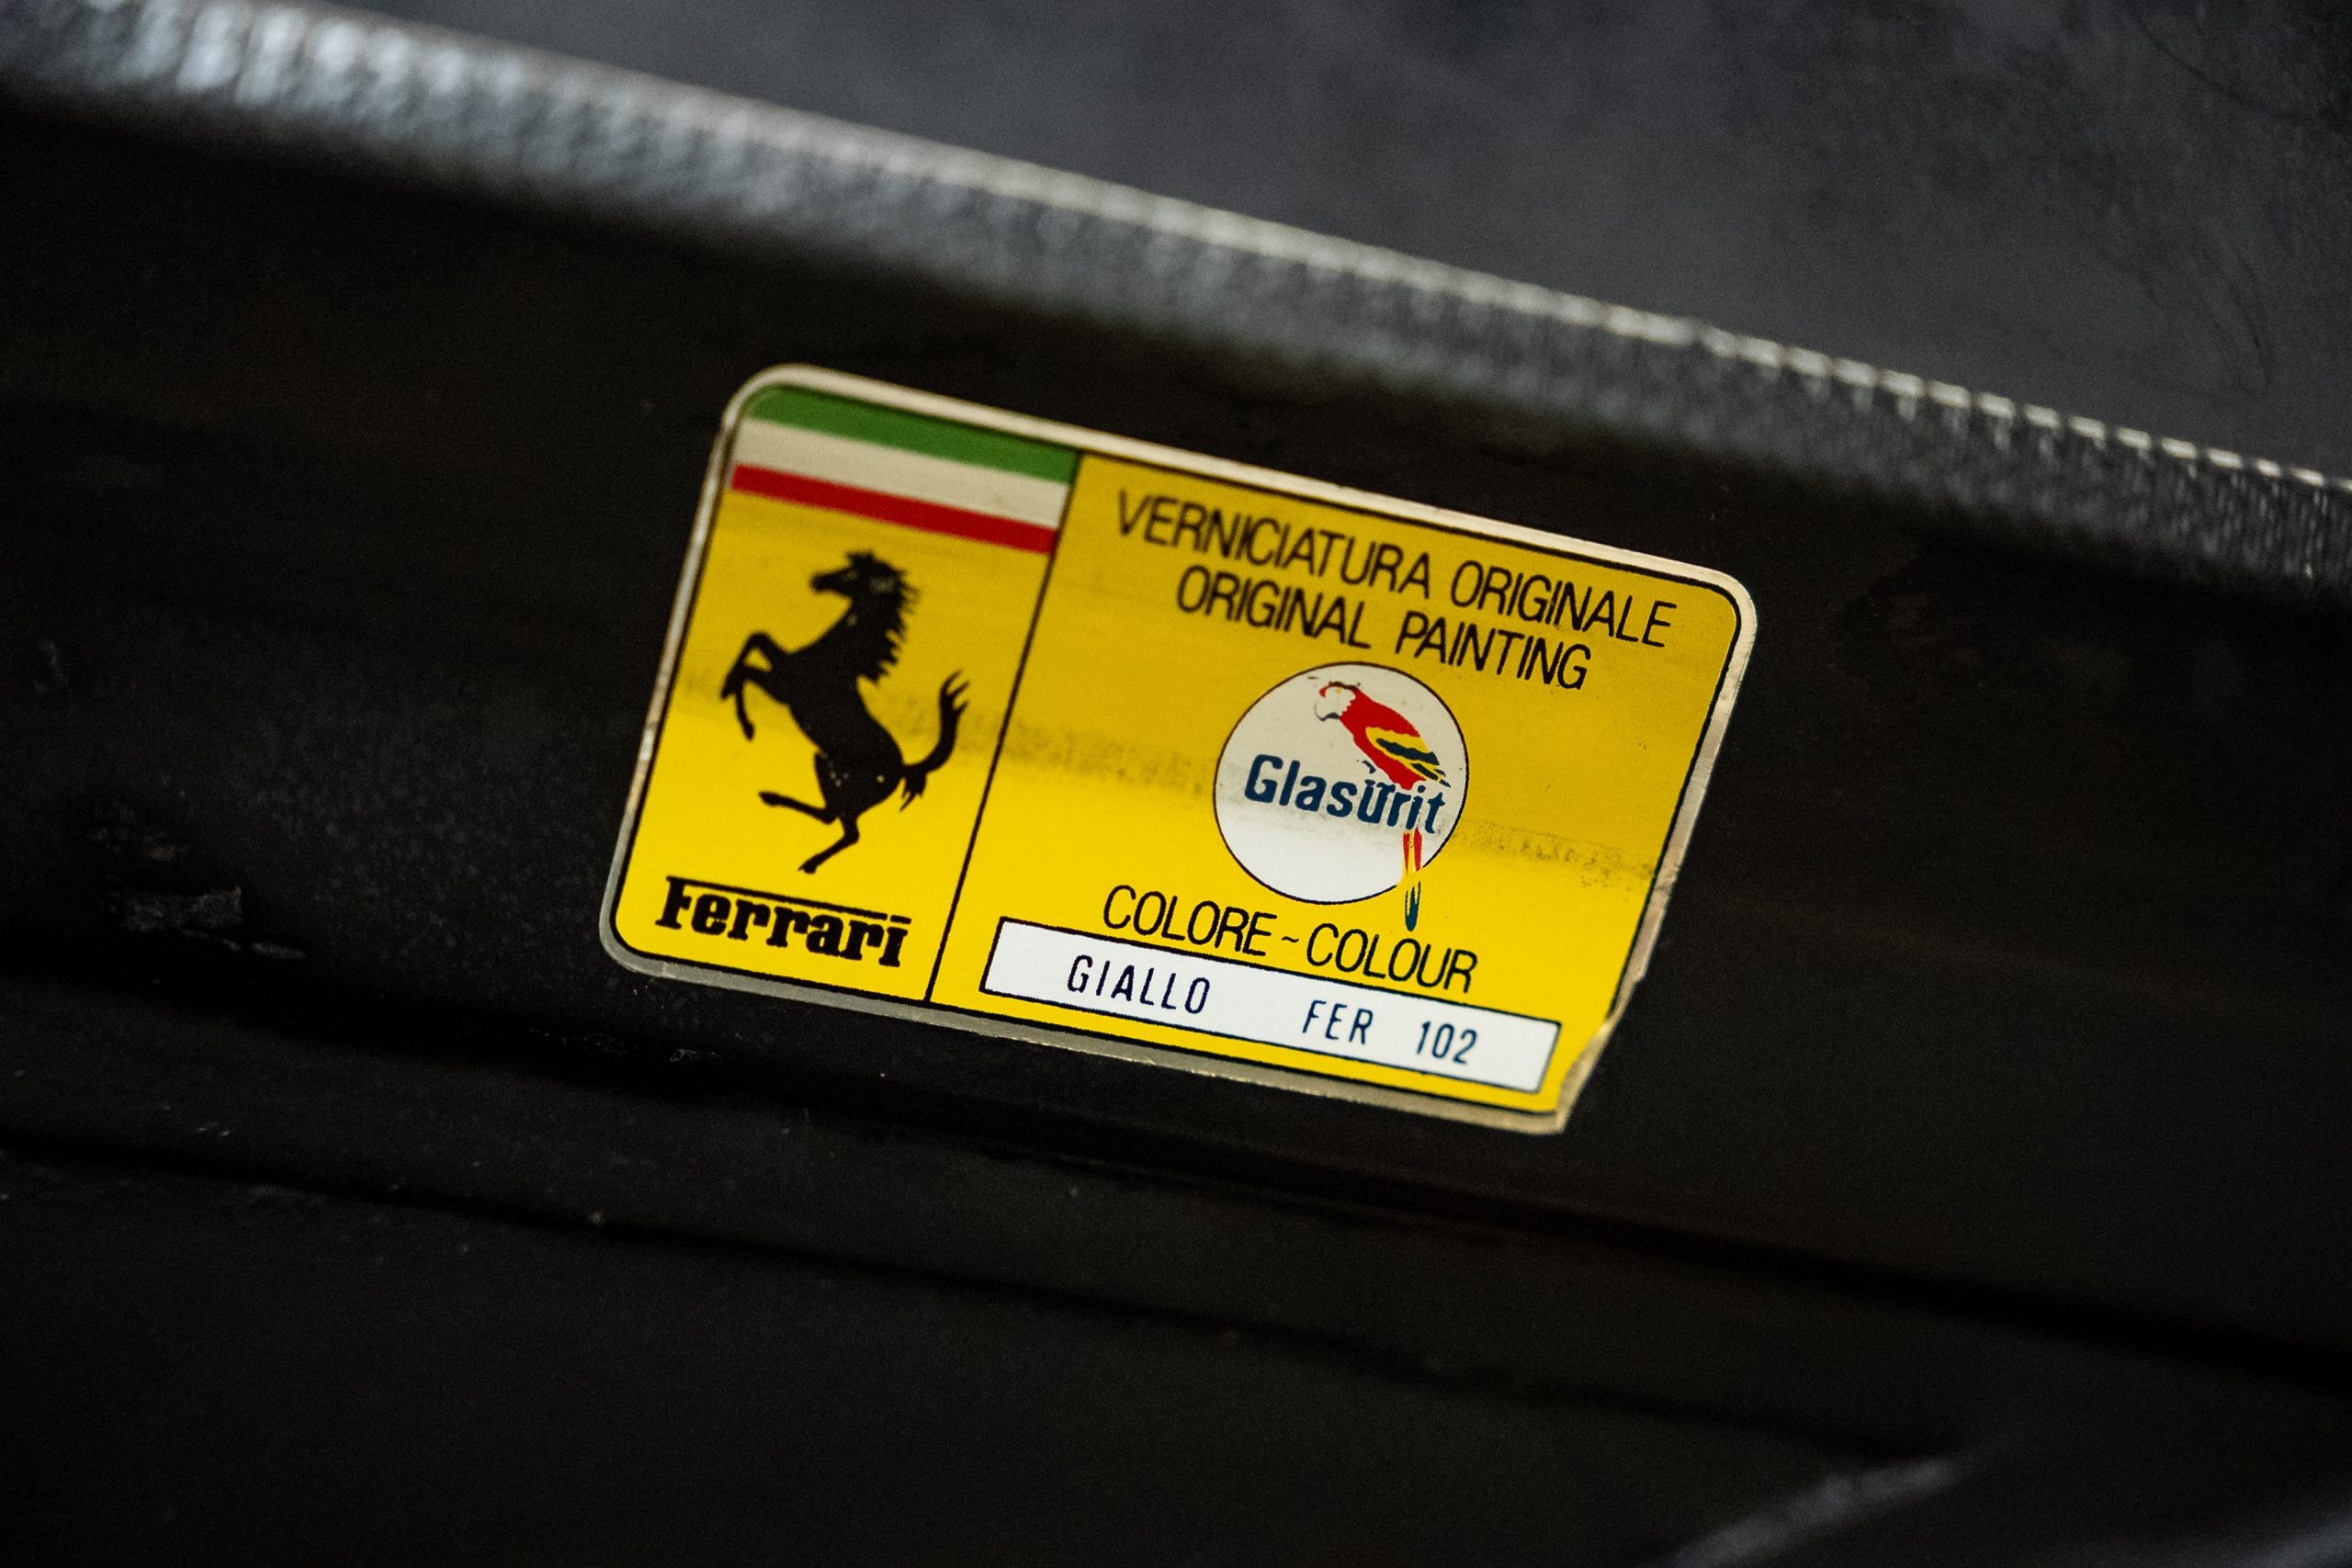 VERNICIATURA ORIGINALE
ORIGINAL PAINTING
Glasurit
COLORE~COLOUR
GIALLO FER 102
Ferrari